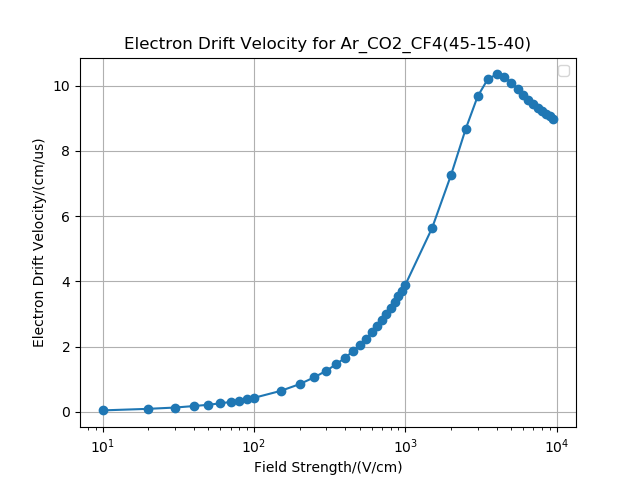 Electron Drift Velocity for Ar_CO2_CF4(45-15-40)
10
8
6
4
2
0
Electron Drift Velocity/(cm/us)
10¹ 10² 10³ 10⁴
Field Strength/(V/cm)